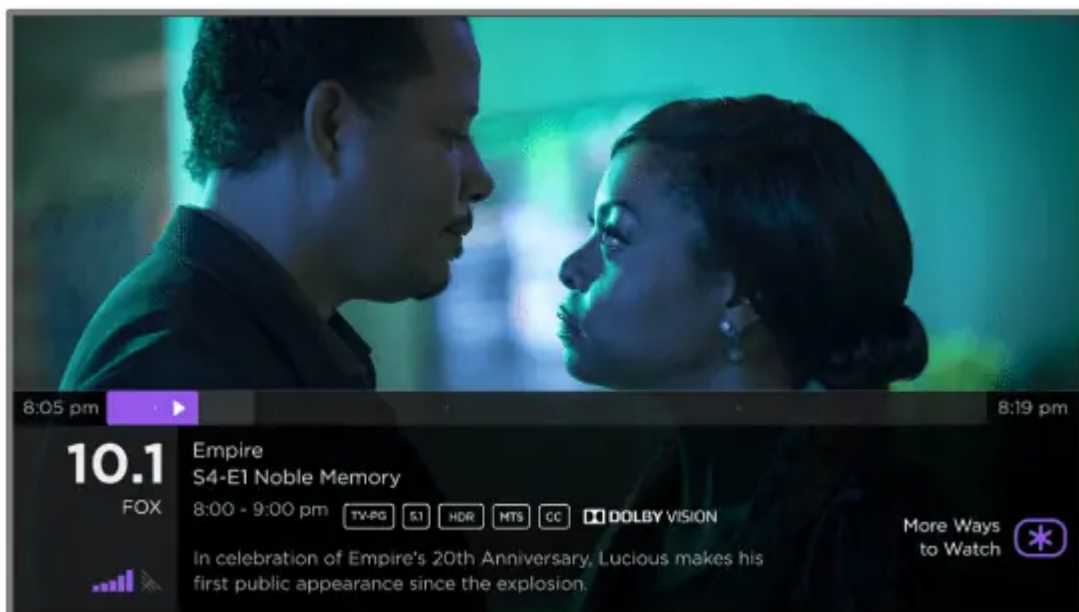 8:05 pm
8:19 pm
10.1
FOX
Empire
S4-E1 Noble Memory
8:00 - 9:00 pm TV-PG 5.1 HDR MTS CC DOLBY VISION
In celebration of Empire's 20th Anniversary, Lucious makes his
first public appearance since the explosion.
More Ways
to Watch